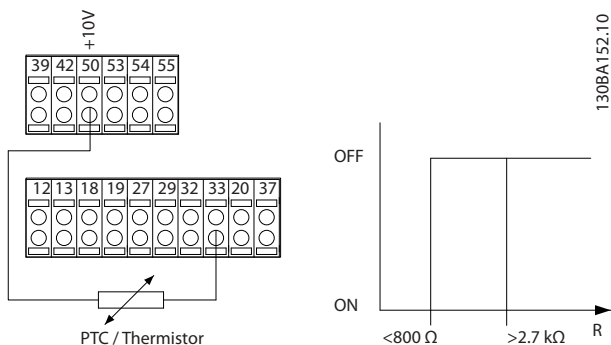 +10V
39 42 50 53 54 55
12 13 18 19 27 29 32 33 20 37
PTC / Thermistor
130BA152.10
OFF
ON
<800 Ω >2.7 kΩ R